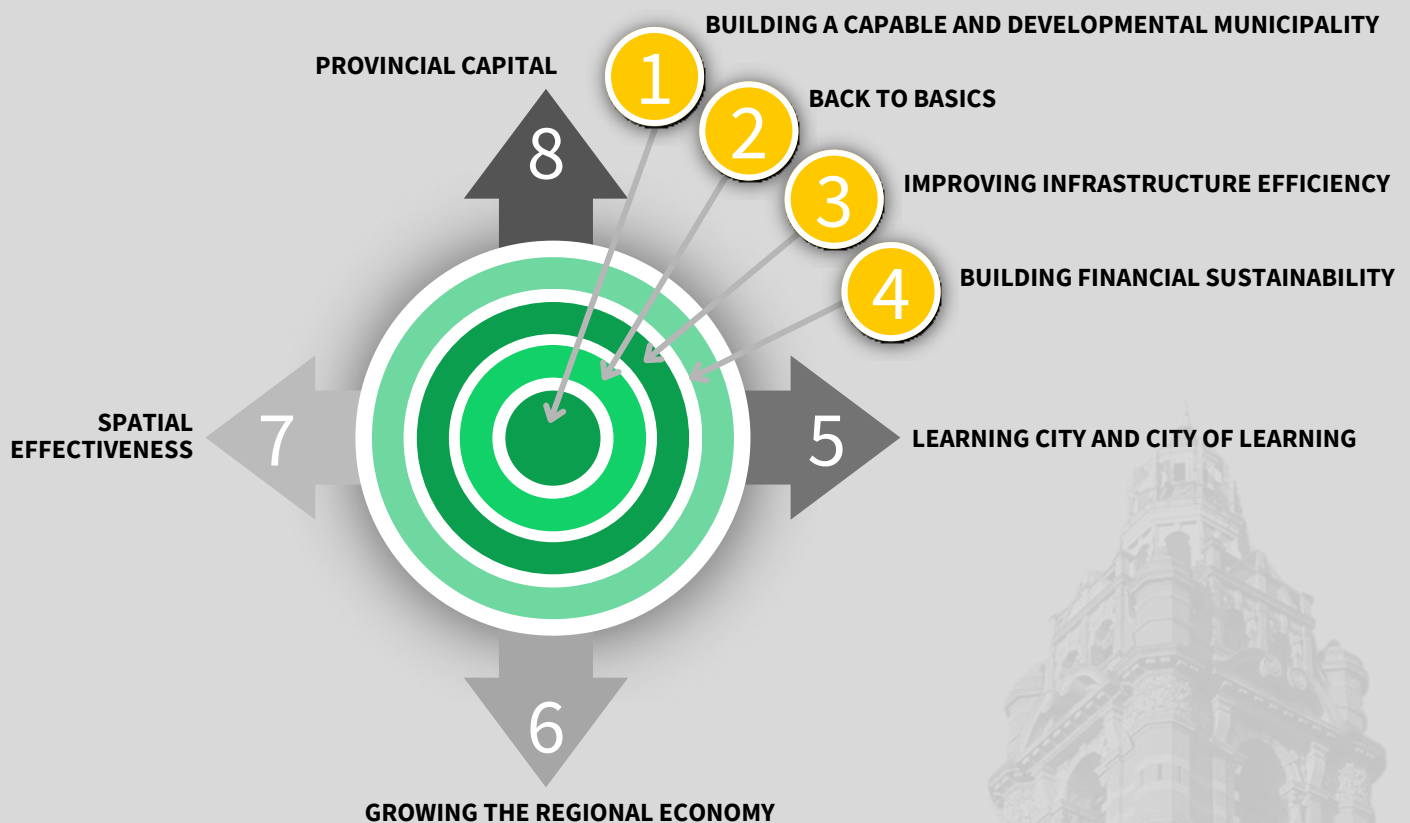 BUILDING A CAPABLE AND DEVELOPMENTAL MUNICIPALITY
PROVINCIAL CAPITAL
1
BACK TO BASICS
2
8
IMPROVING INFRASTRUCTURE EFFICIENCY
3
BUILDING FINANCIAL SUSTAINABILITY
4
SPATIAL
EFFECTIVENESS
7
5
LEARNING CITY AND CITY OF LEARNING
6
GROWING THE REGIONAL ECONOMY